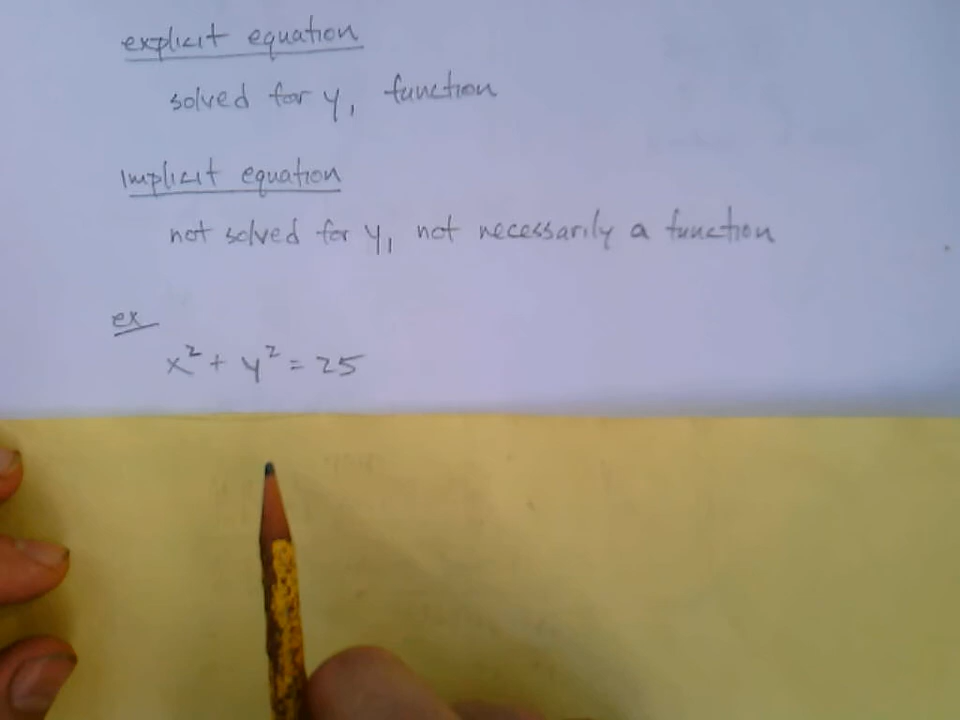 explicit equation
solved for y, function
implicit equation
not solved for y, not necessarily a function
ex
x² + y² = 25